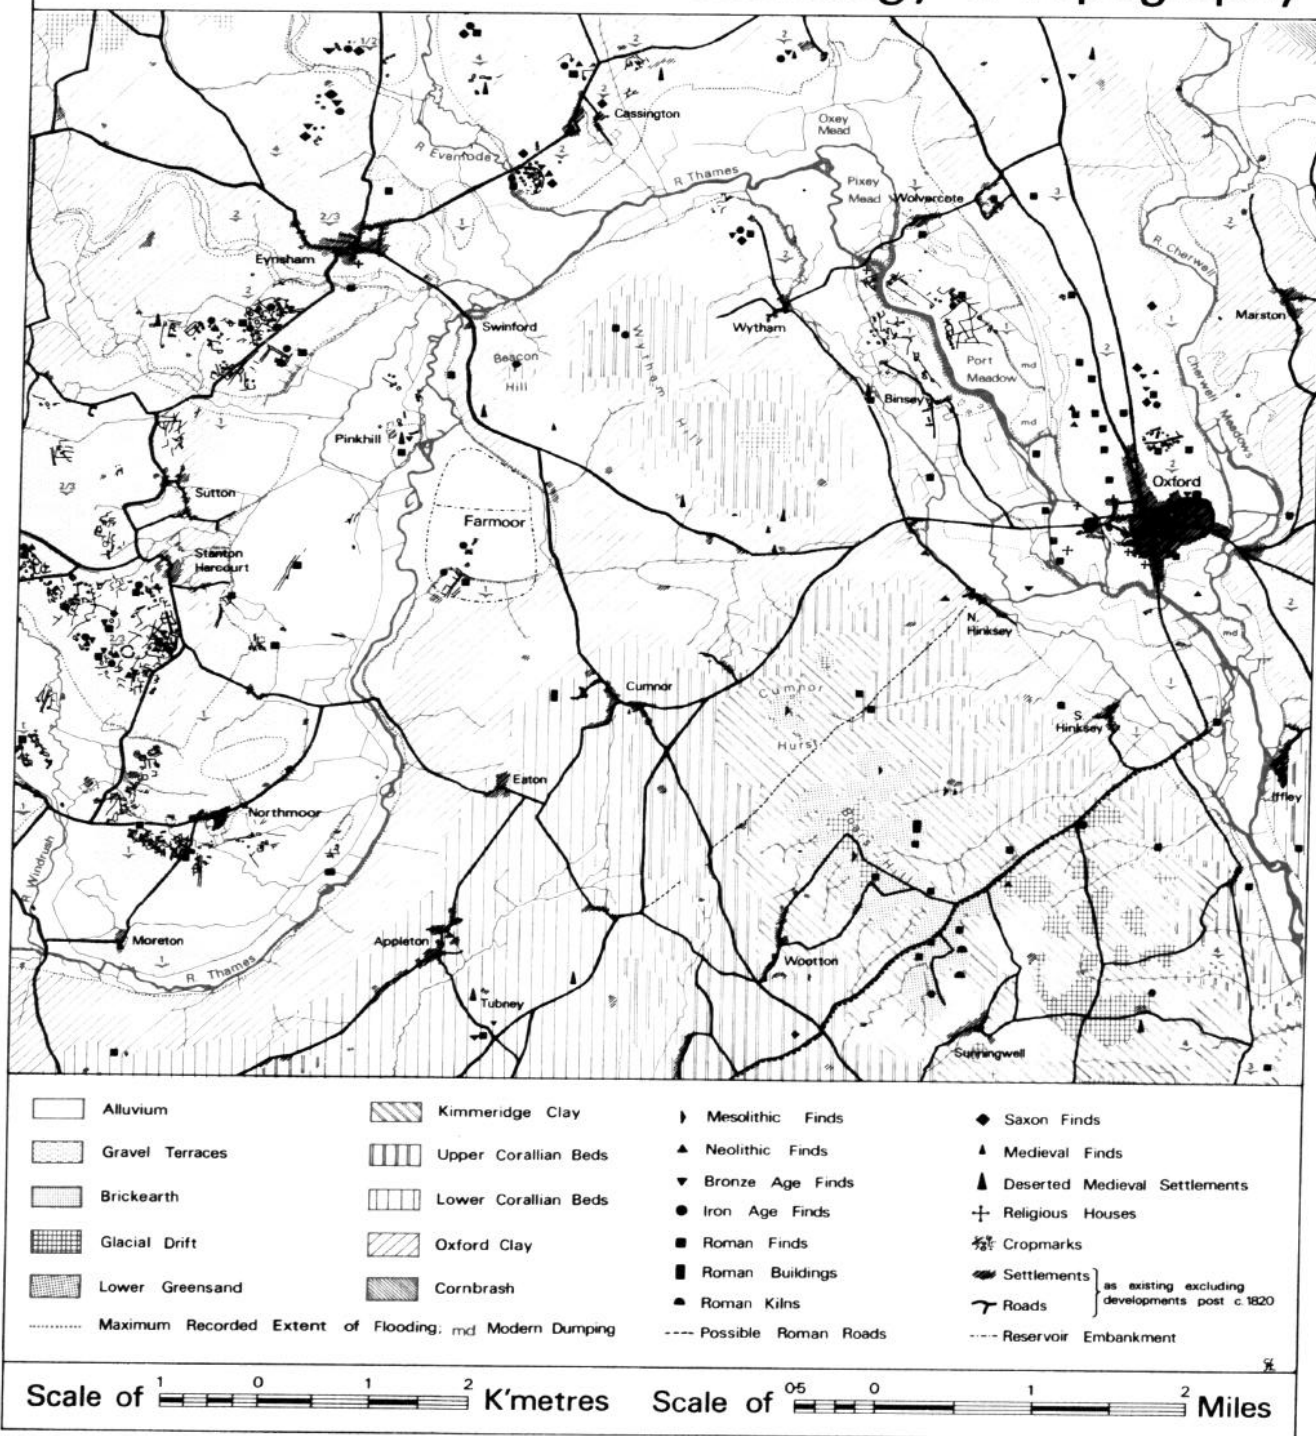 Cassington
Oxey
Mead
R Evenlode
R Thames
Pixey
Mead
Wolvercote
R Cherwell
Eynsham
Swinford
Beacon
Hill
Wytham
Hill
Wytham
Port
Meadow
md
md
Marston
Cherwell Meadows
Binsey
Pinkhill
Sutton
Farmoor
Oxford
Stanton
Harcourt
N.
Hinksey
md
Cumnor
Cumnor
Hurst
S
Hinksey
Iffley
Eaton
Northmoor
Boars Hill
R Windrush
Moreton
R Thames
Appleton
Tubney
Wootton
Sunningwell
Alluvium
Gravel Terraces
Brickearth
Glacial Drift
Lower Greensand
Kimmeridge Clay
Upper Corallian Beds
Lower Corallian Beds
Oxford Clay
Cornbrash
Maximum Recorded Extent of Flooding; md Modern Dumping
Mesolithic Finds
Neolithic Finds
Bronze Age Finds
Iron Age Finds
Roman Finds
Roman Buildings
Roman Kilns
Possible Roman Roads
Saxon Finds
Medieval Finds
Deserted Medieval Settlements
Religious Houses
Cropmarks
Settlements
Roads
as existing excluding
developments post c.1820
Reservoir Embankment
Scale of 1 0 1 2 K'metres
Scale of 0·5 0 1 2 Miles